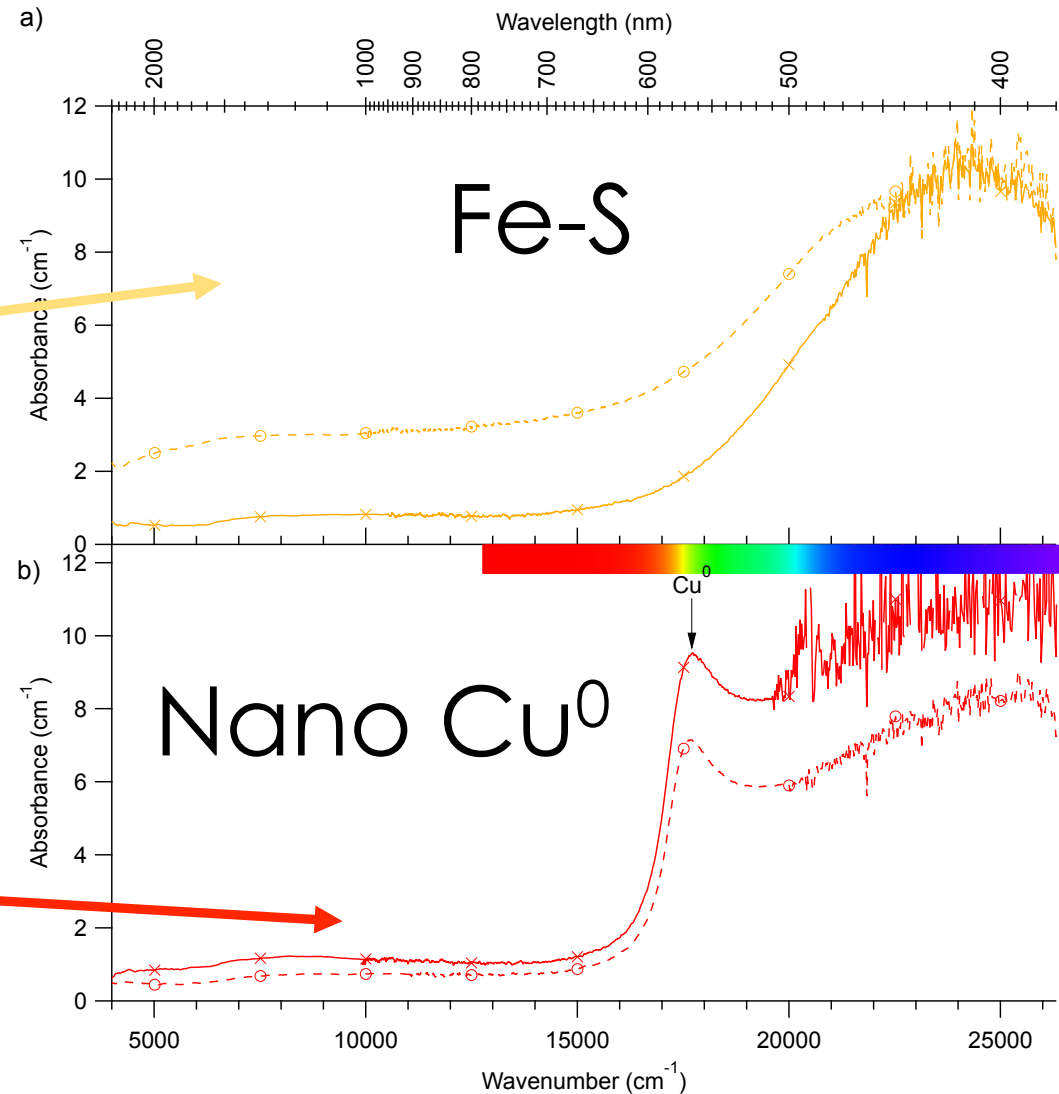 a)
Wavelength (nm)
2000 1000 900 800 700 600 500 400
12
10
8
6
4
2
0
Absorbance (cm⁻¹)
Fe-S
b)
12
10
8
6
4
2
0
Absorbance (cm⁻¹)
Cu⁰
Nano Cu⁰
5000 10000 15000 20000 25000
Wavenumber (cm⁻¹)